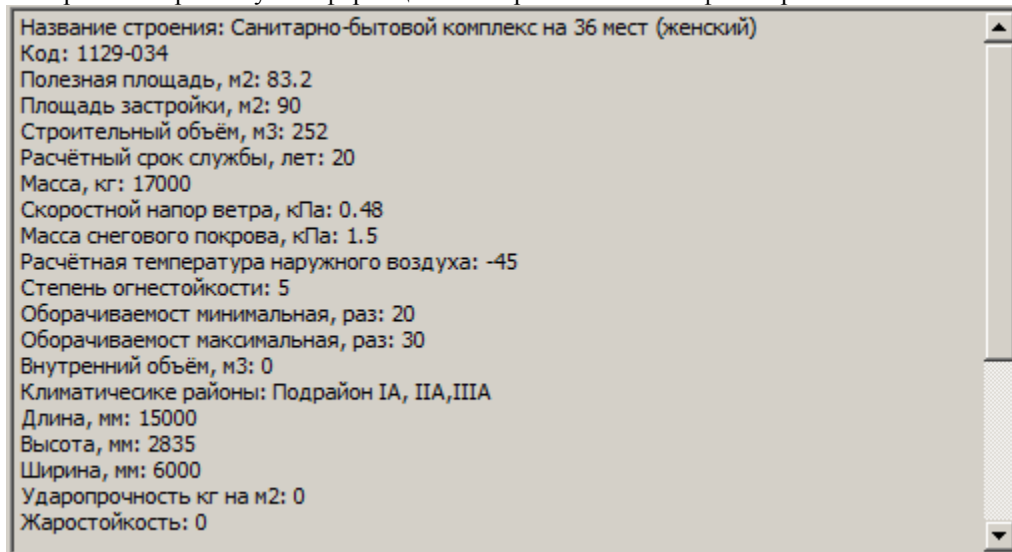 Название строения: Санитарно-бытовой комплекс на 36 мест (женский)
Код: 1129-034
Полезная площадь, м2: 83.2
Площадь застройки, м2: 90
Строительный объём, м3: 252
Расчётный срок службы, лет: 20
Масса, кг: 17000
Скоростной напор ветра, кПа: 0.48
Масса снегового покрова, кПа: 1.5
Расчётная температура наружного воздуха: -45
Степень огнестойкости: 5
Оборачиваемост минимальная, раз: 20
Оборачиваемост максимальная, раз: 30
Внутренний объём, м3: 0
Климатичесике районы: Подрайон IA, IIA,IIIA
Длина, мм: 15000
Высота, мм: 2835
Ширина, мм: 6000
Ударопрочность кг на м2: 0
Жаростойкость: 0